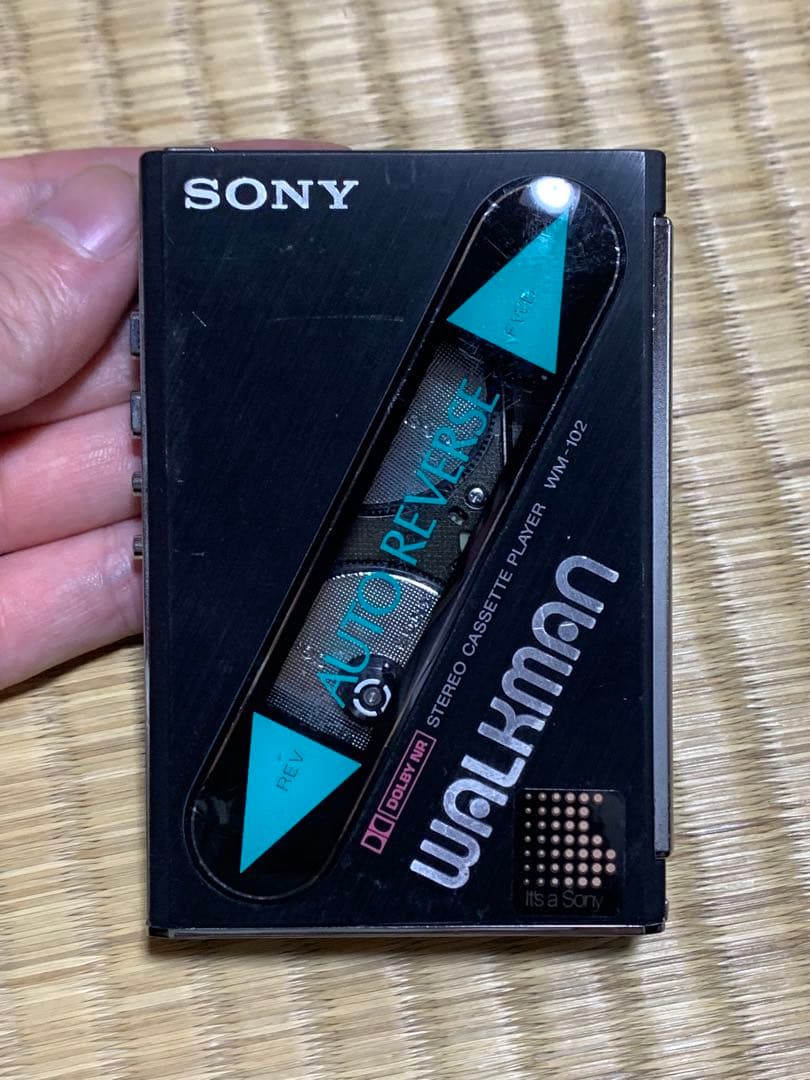 SONY
FWD
AUTO REVERSE
REV
STEREO CASSETTE PLAYER WM-102
DOLBY NR
WALKMAN
It's a Sony